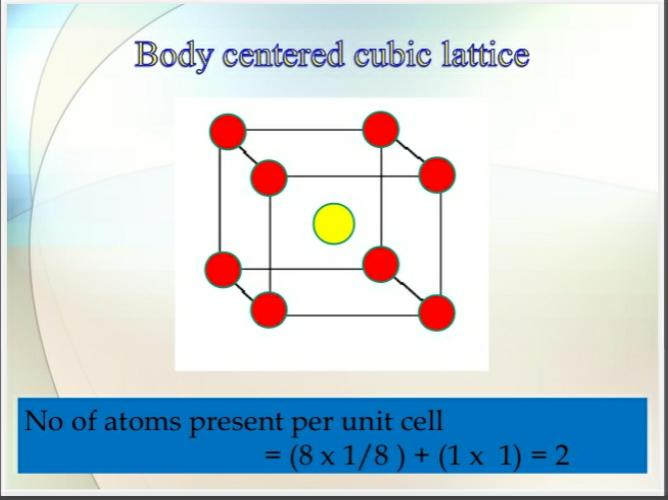 Body centered cubic lattice
No of atoms present per unit cell
= (8 x 1/8 ) + (1 x 1) = 2